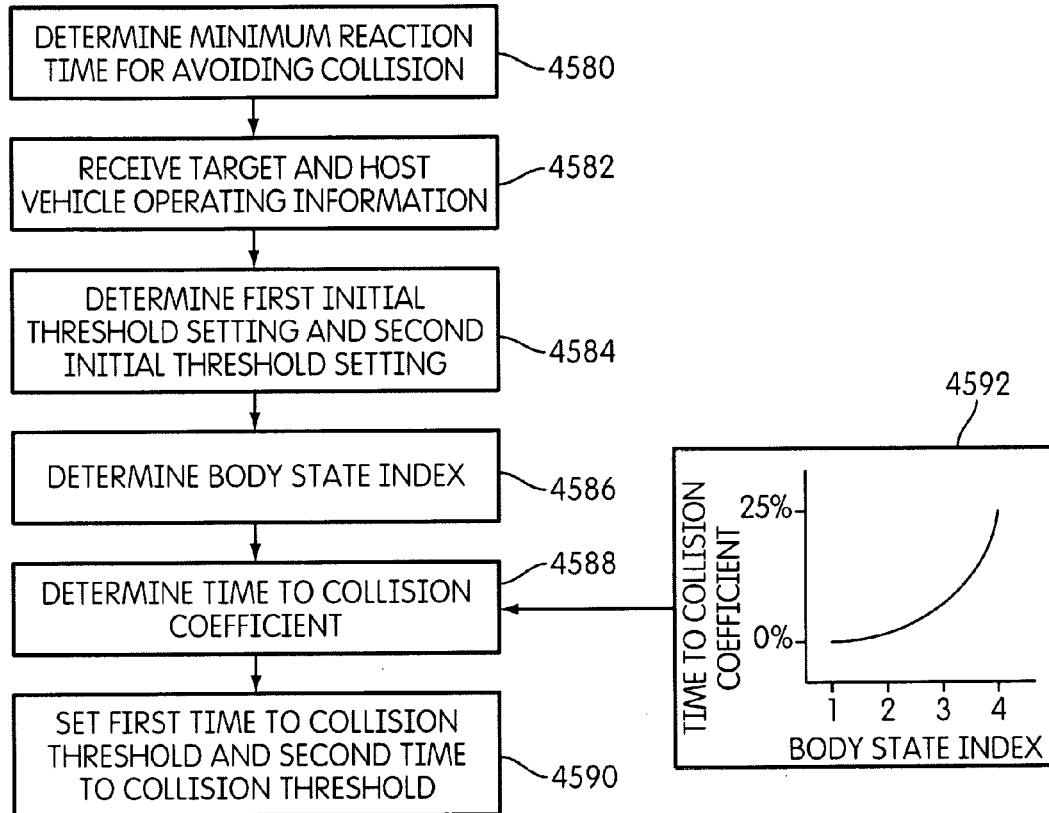 DETERMINE MINIMUM REACTION
TIME FOR AVOIDING COLLISION
4580
RECEIVE TARGET AND HOST
VEHICLE OPERATING INFORMATION
4582
DETERMINE FIRST INITIAL
THRESHOLD SETTING AND SECOND
INITIAL THRESHOLD SETTING
4584
DETERMINE BODY STATE INDEX
4586
DETERMINE TIME TO COLLISION
COEFFICIENT
4588
SET FIRST TIME TO COLLISION
THRESHOLD AND SECOND TIME
TO COLLISION THRESHOLD
4590
4592
TIME TO COLLISION
COEFFICIENT
25%
0%
1 2 3 4
BODY STATE INDEX